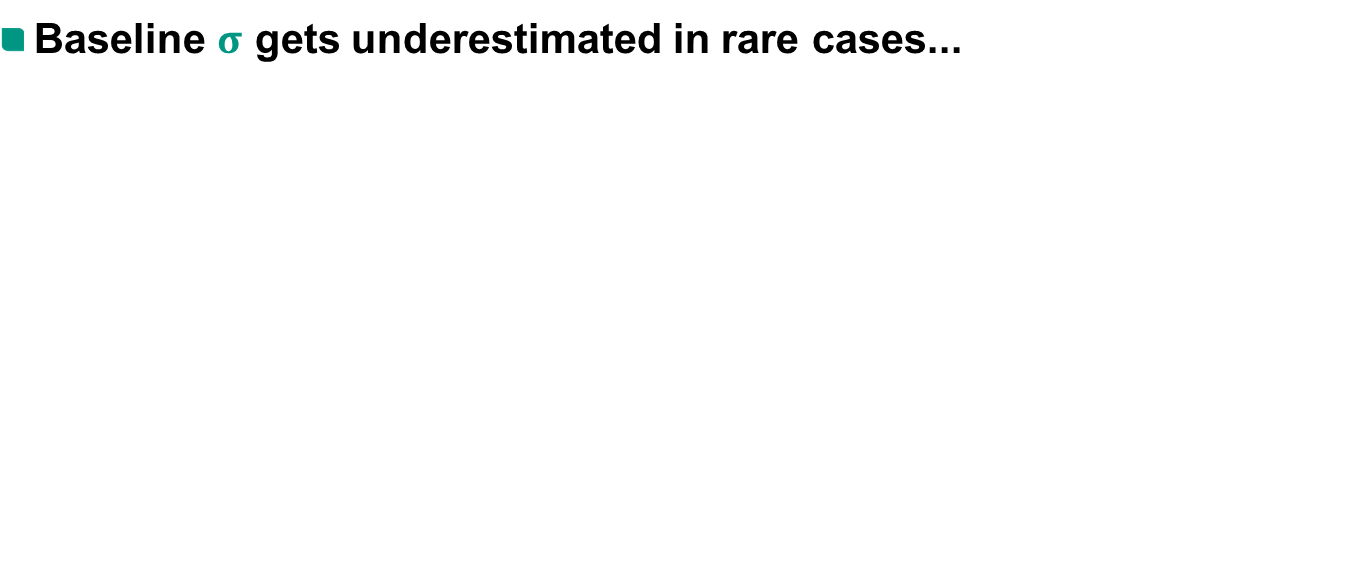 Baseline σ gets underestimated in rare cases...